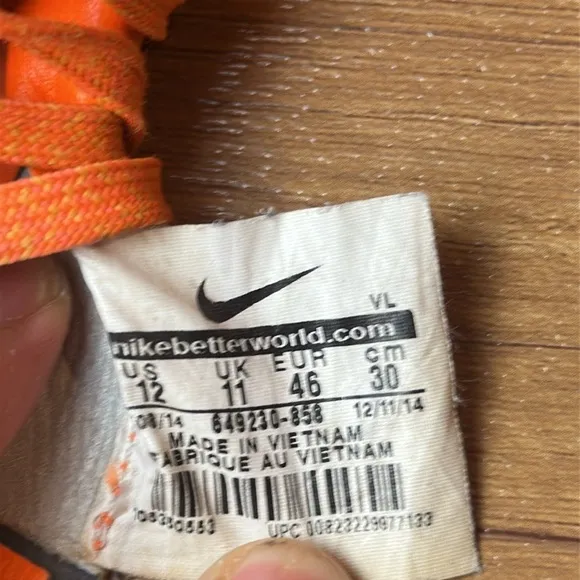 VL
nikebetterworld.com
US UK EUR cm
12 11 46 30
08/14 649230-858 12/11/14
MADE IN VIETNAM
FABRIQUE AU VIETNAM
UPC 00823229977133